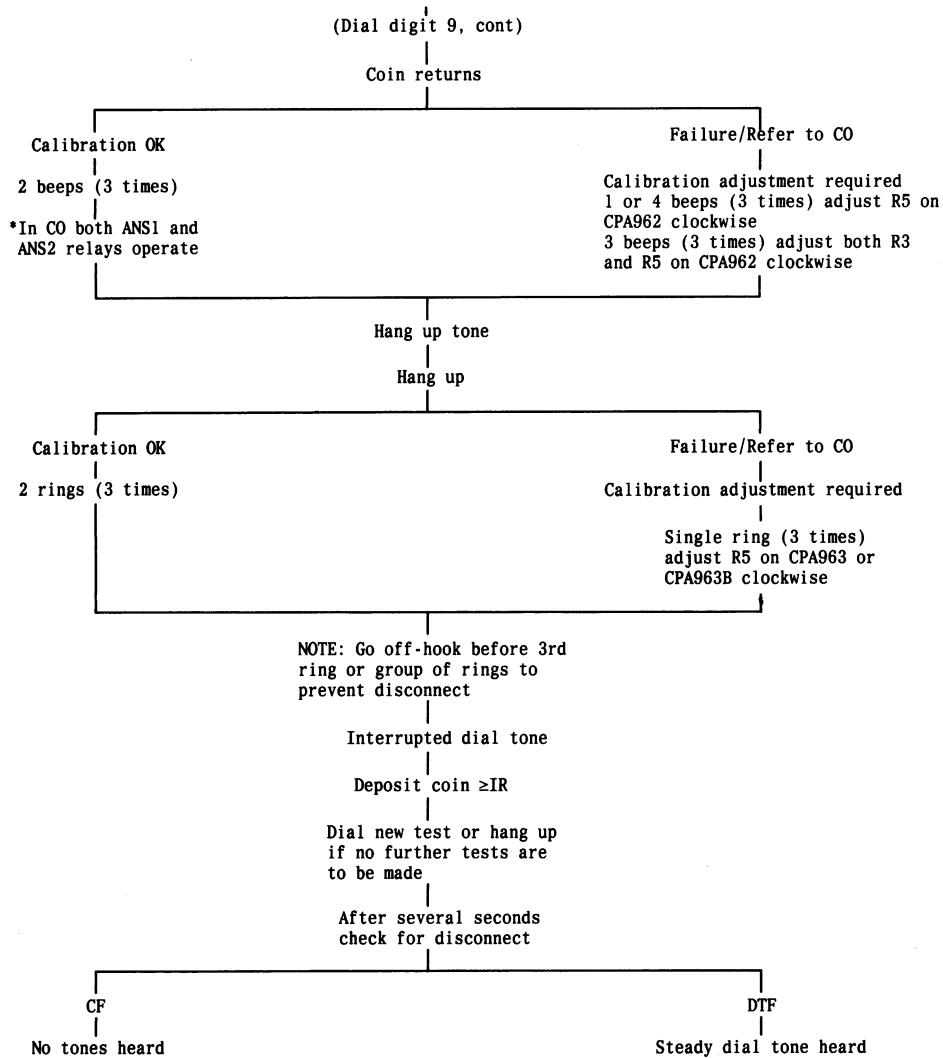 (Dial digit 9, cont)
Coin returns
Calibration OK
2 beeps (3 times)
*In CO both ANS1 and
ANS2 relays operate
Failure/Refer to CO
Calibration adjustment required
1 or 4 beeps (3 times) adjust R5 on
CPA962 clockwise
3 beeps (3 times) adjust both R3
and R5 on CPA962 clockwise
Hang up tone
Hang up
Calibration OK
2 rings (3 times)
Failure/Refer to CO
Calibration adjustment required
Single ring (3 times)
adjust R5 on CPA963 or
CPA963B clockwise
NOTE: Go off-hook before 3rd
ring or group of rings to
prevent disconnect
Interrupted dial tone
Deposit coin ≥IR
Dial new test or hang up
if no further tests are
to be made
After several seconds
check for disconnect
CF
No tones heard
DTF
Steady dial tone heard